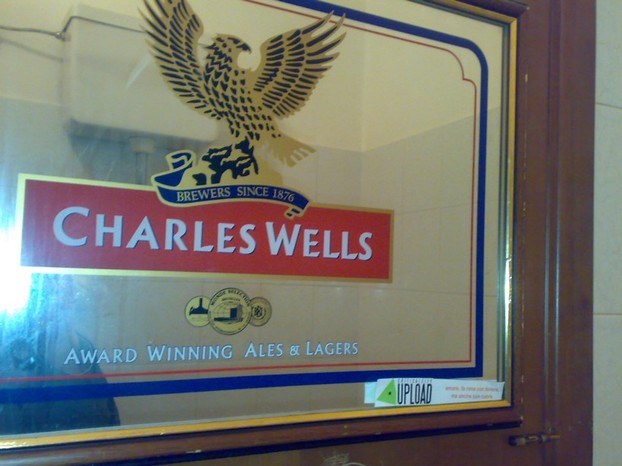 BREWERS SINCE 1876
CHARLES WELLS
AWARD WINNING ALES & LAGERS
UPLOAD